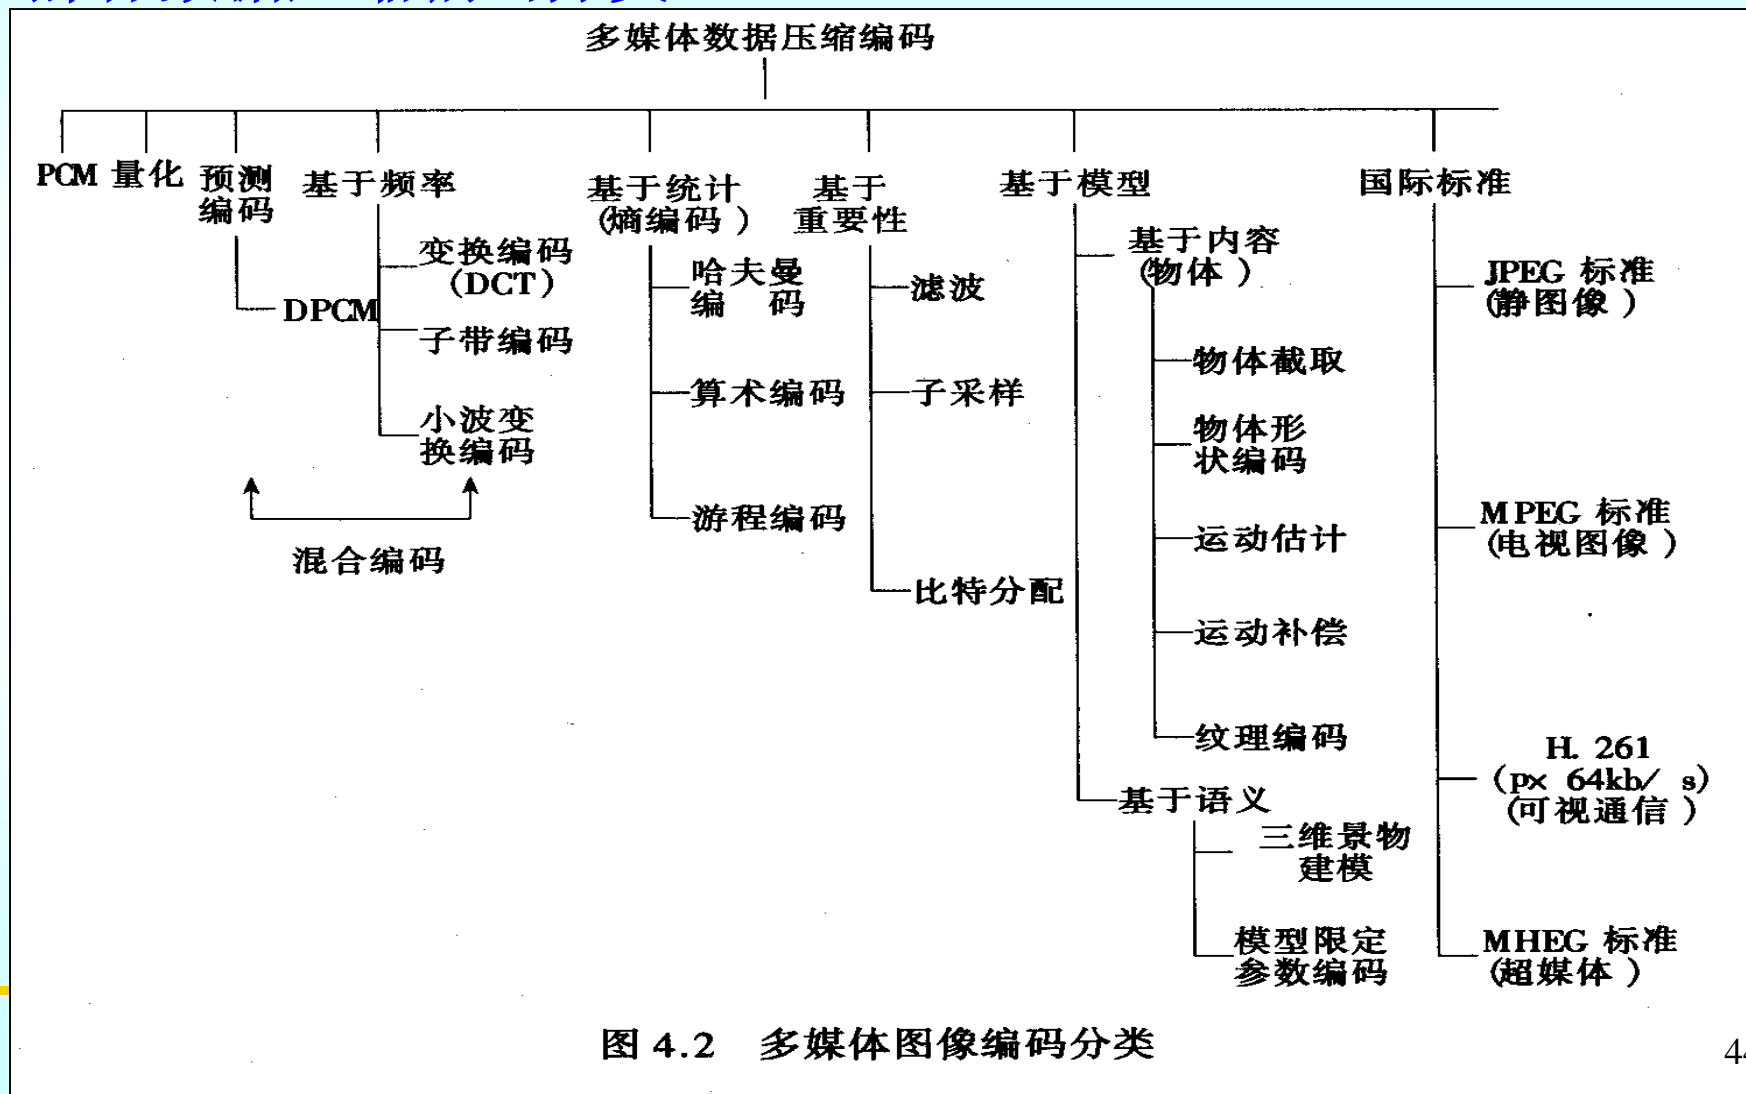 多媒体数据压缩编码
PCM
量化
预测
编码
DPCM
基于频率
变换编码
(DCT)
子带编码
小波变
换编码
混合编码
基于统计
(熵编码)
哈夫曼
编 码
算术编码
游程编码
基于
重要性
滤波
子采样
比特分配
基于模型
基于内容
(物体)
物体截取
物体形
状编码
运动估计
运动补偿
纹理编码
基于语义
三维景物
建模
模型限定
参数编码
国际标准
JPEG 标准
(静图像)
MPEG 标准
(电视图像)
H. 261
(p× 64kb/ s)
(可视通信)
MHEG 标准
(超媒体)
图 4.2 多媒体图像编码分类